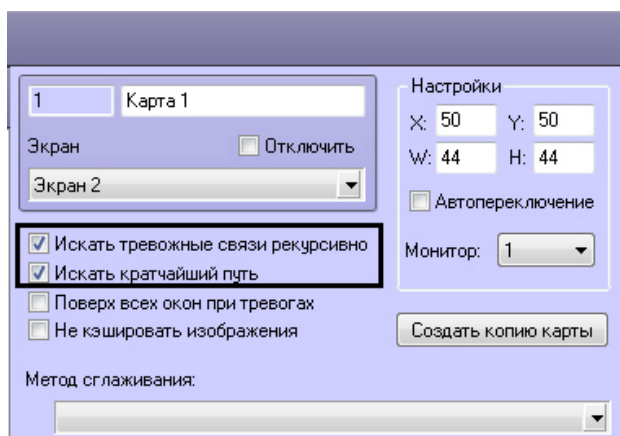 1 Карта 1
Экран Отключить
Экран 2
Искать тревожные связи рекурсивно
Искать кратчайший путь
Поверх всех окон при тревогах
Не кэшировать изображения
Метод сглаживания:
Настройки
X: 50 Y: 50
W: 44 H: 44
Автопереключение
Монитор: 1
Создать копию карты